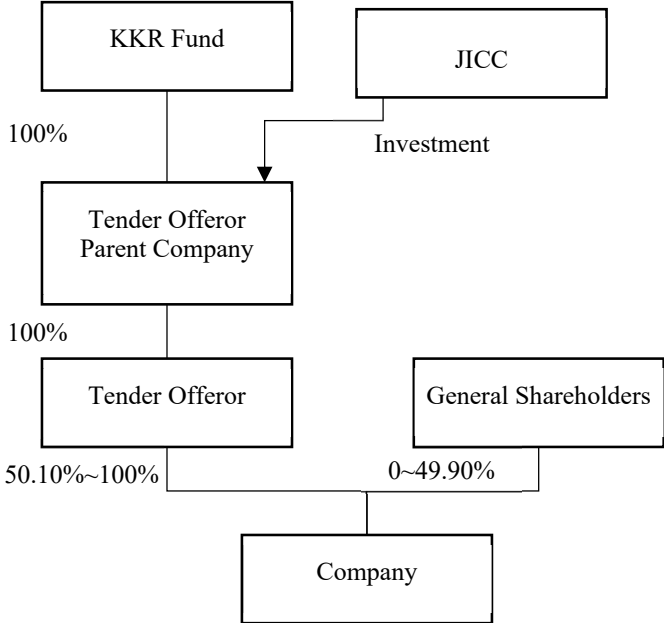 KKR Fund
JICC
100%
Investment
Tender Offeror
Parent Company
100%
Tender Offeror
General Shareholders
50.10%~100%
0~49.90%
Company